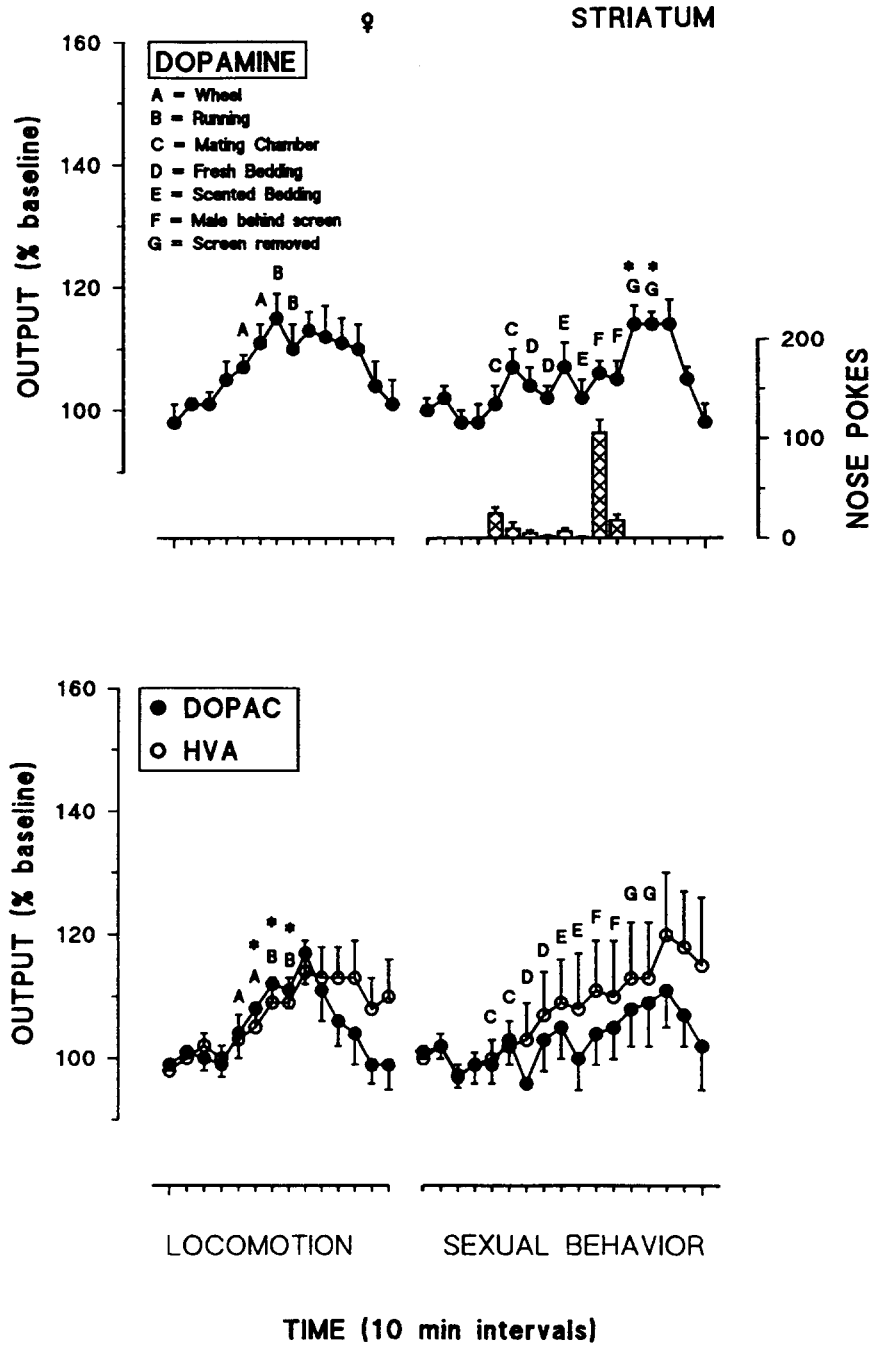 ♀ STRIATUM
DOPAMINE
A = Wheel
B = Running
C = Mating Chamber
D = Fresh Bedding
E = Scented Bedding
F = Male behind screen
G = Screen removed
OUTPUT (% baseline)
160
140
120
100
A A B B
C C D D E E F F G G
* *
200
100
0
NOSE POKES
DOPAC
HVA
OUTPUT (% baseline)
160
140
120
100
A A B B
* * *
C C D D E E F F G G
LOCOMOTION SEXUAL BEHAVIOR
TIME (10 min intervals)